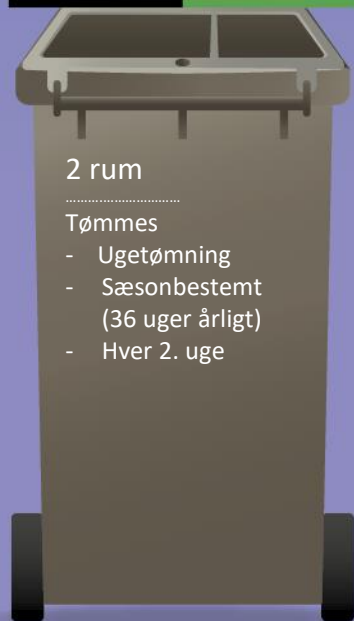 2 rum
................................
Tømmes
- Ugetømning
- Sæsonbestemt
(36 uger årligt)
- Hver 2. uge